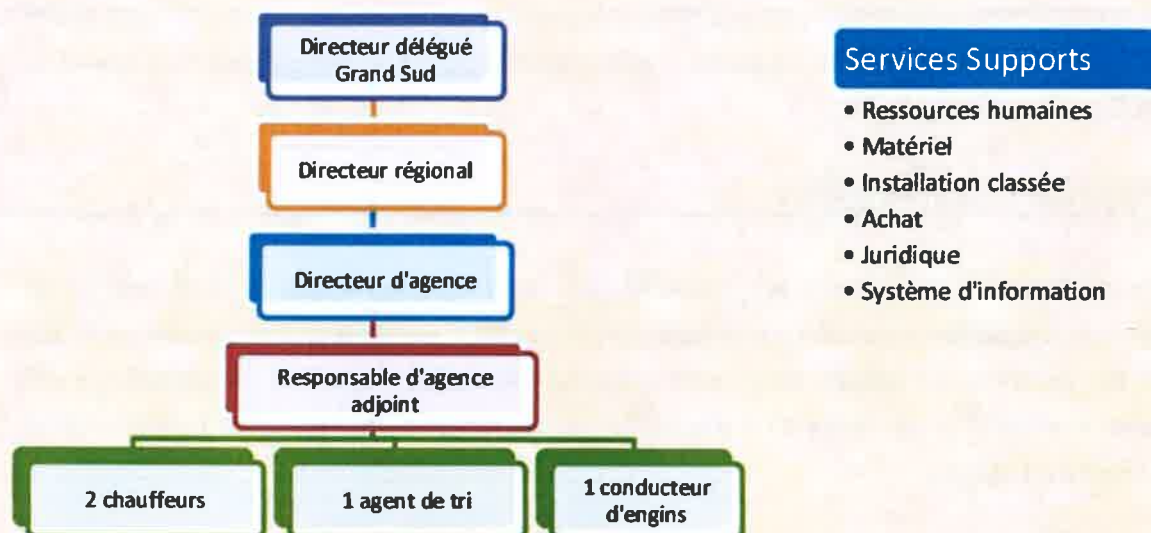 Directeur délégué
Grand Sud
Directeur régional
Directeur d'agence
Responsable d'agence
adjoint
2 chauffeurs
1 agent de tri
1 conducteur
d'engins
Services Supports
• Ressources humaines
• Matériel
• Installation classée
• Achat
• Juridique
• Système d'information